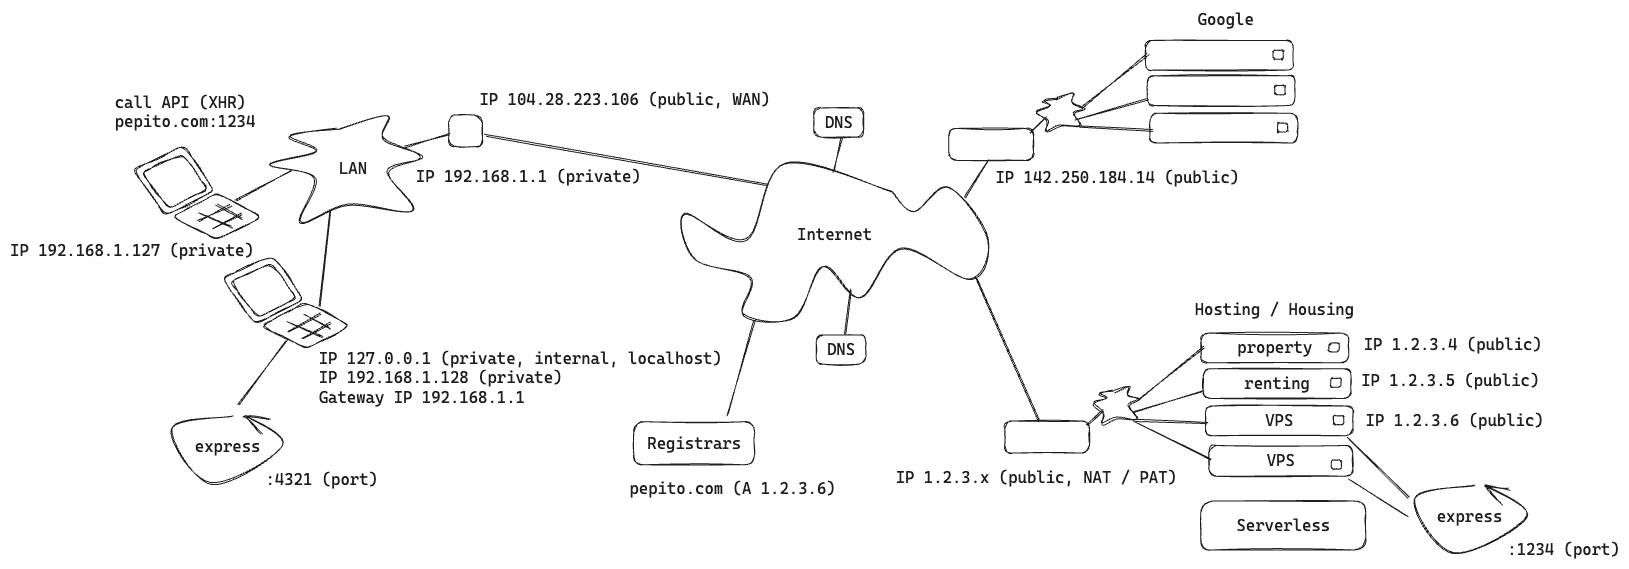 Google
call API (XHR)
pepito.com:1234
IP 104.28.223.106 (public, WAN)
DNS
LAN
IP 192.168.1.1 (private)
IP 142.250.184.14 (public)
Internet
IP 192.168.1.127 (private)
DNS
IP 127.0.0.1 (private, internal, localhost)
IP 192.168.1.128 (private)
Gateway IP 192.168.1.1
express
:4321 (port)
Registrars
pepito.com (A 1.2.3.6)
Hosting / Housing
property
IP 1.2.3.4 (public)
renting
IP 1.2.3.5 (public)
VPS
IP 1.2.3.6 (public)
VPS
IP 1.2.3.x (public, NAT / PAT)
Serverless
express
:1234 (port)